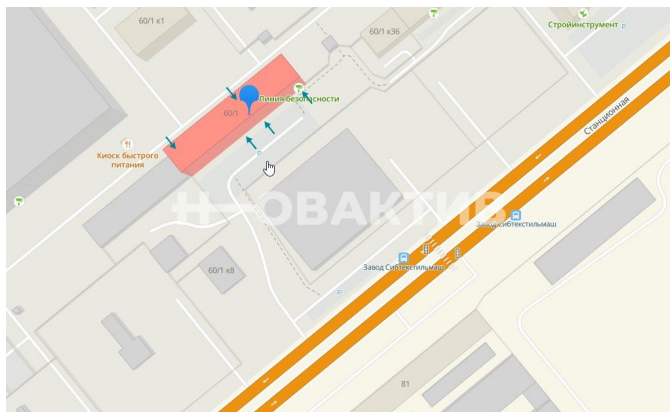 60/1 к1
60/1 к36
Стройинструмент
Р
Линия безопасности
60/1
Станционная
Киоск быстрого
питания
Р
Н-ОВАКТИВ
Завод Сибтекстильмаш
Завод Сибтекстильмаш
60/1 к8
Р
81